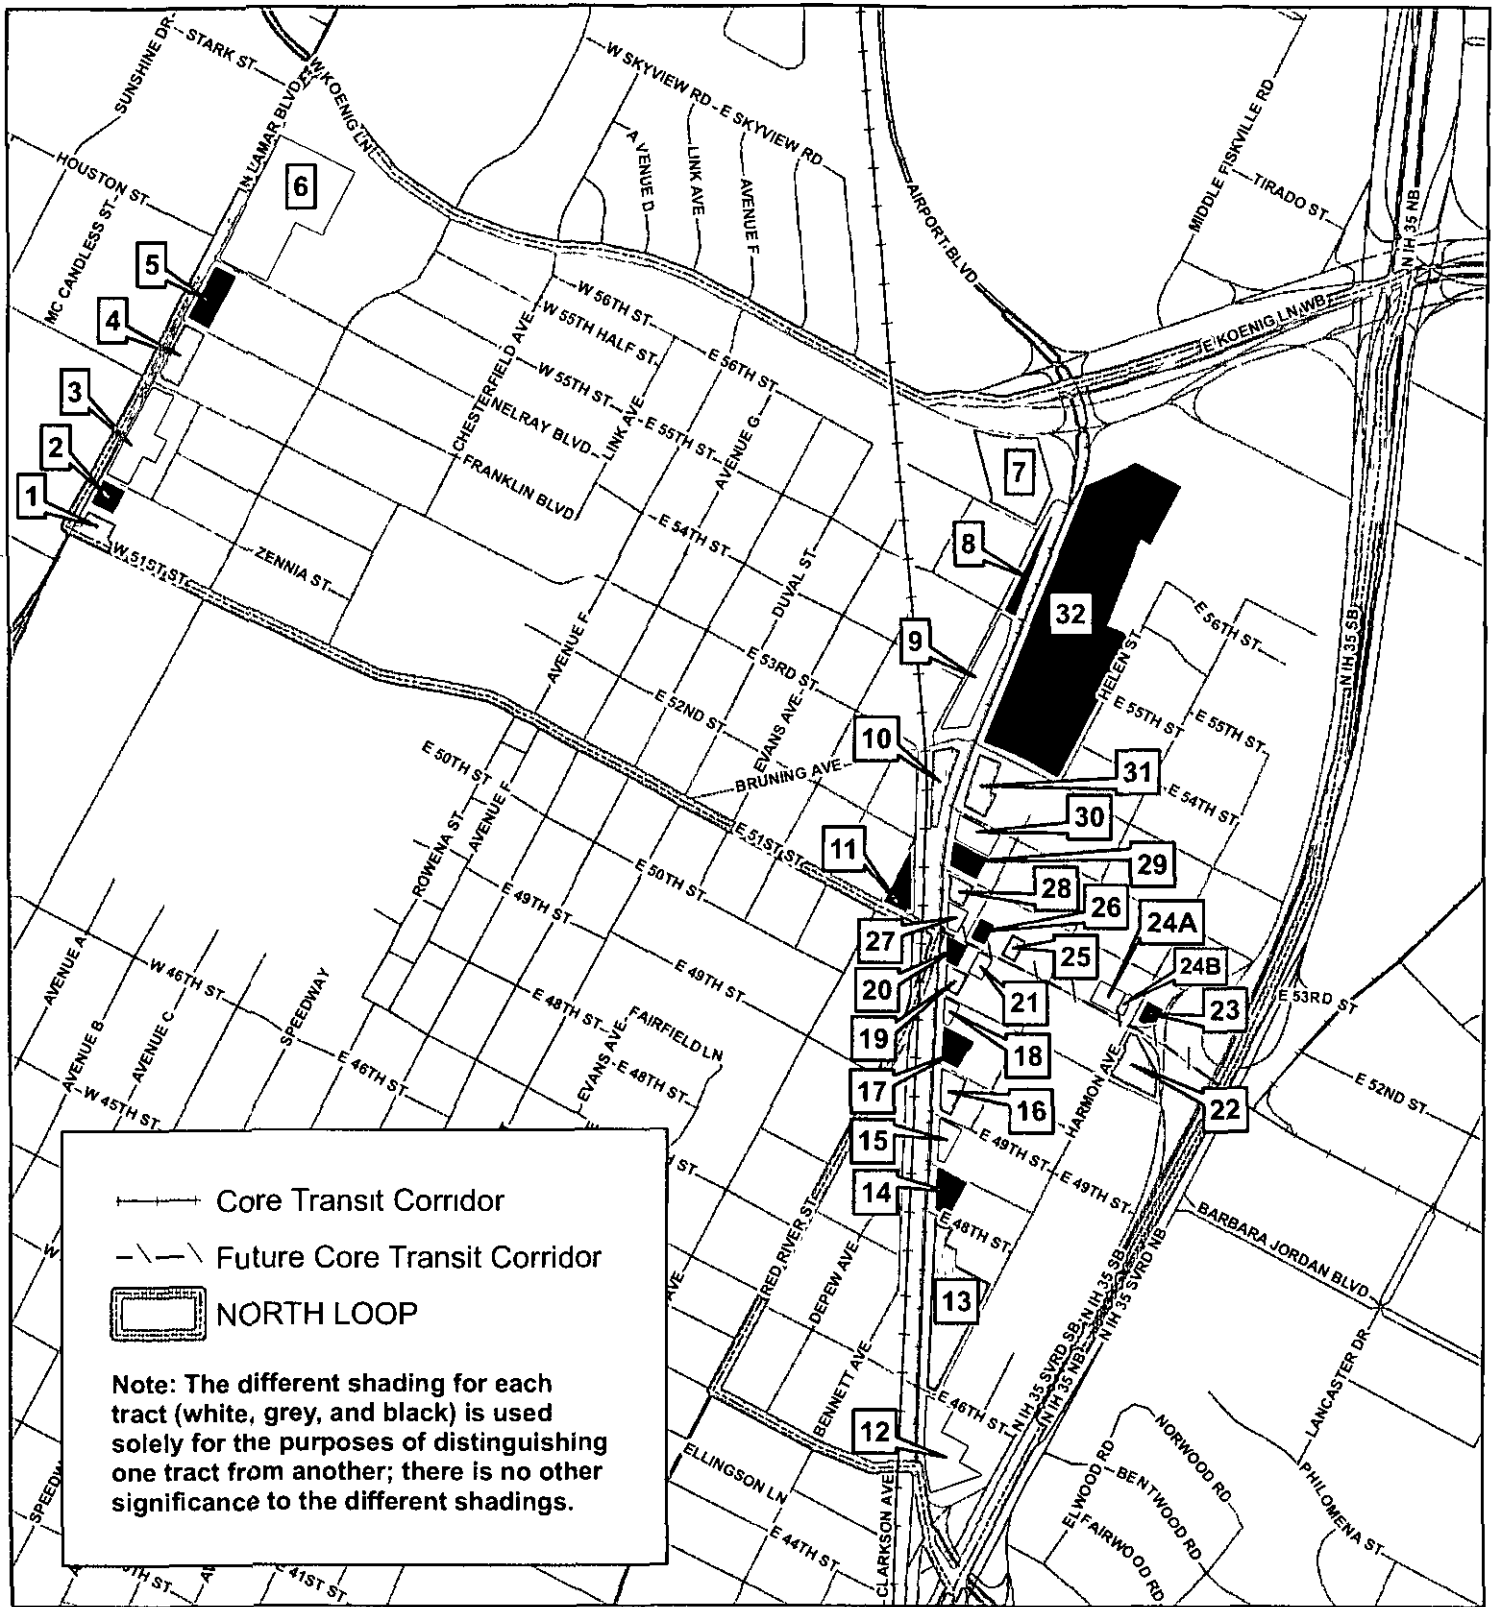 SUNSHINE DR
STARK ST
N LAMAR BLVD
W KOENIG LN
W SKYVIEW RD
E SKYVIEW RD
A VENUE D
LINK AVE
AVENUE F
AIRPORT BLVD
MIDDLE FISKVILLE RD
TIRADO ST
N IH 35 NB
E KOENIG LN WB
HOUSTON ST
MC CANDLESS ST
6
5
4
3
2
1
W 56TH ST
W 55TH HALF ST
E 56TH ST
W 55TH ST
CHESTERFIELD AVE
NELRAY BLVD
LINK AVE
E 55TH ST
AVENUE G
FRANKLIN BLVD
E 54TH ST
7
8
32
9
W 51ST ST
ZENNIA ST
DUVAL ST
AVENUE F
E 53RD ST
E 52ND ST
EVANS AVE
HELEN ST
E 56TH ST
E 55TH ST
E 55TH ST
N IH 35 SB
E 50TH ST
BRUNING AVE
10
31
E 54TH ST
30
ROWENA ST
AVENUE F
E 51ST ST
11
29
E 50TH ST
E 49TH ST
28
26
24A
27
25
24B
20
21
23
E 53RD ST
19
18
17
16
22
15
14
13
12
AVENUE A
W 46TH ST
AVENUE B
AVENUE C
SPEEDWAY
E 49TH ST
E 48TH ST
FAIRFIELD LN
EVANS AVE
E 48TH ST
E 46TH ST
W 45TH ST
HARMON AVE
E 52ND ST
E 49TH ST
E 49TH ST
E 48TH ST
BARBARA JORDAN BLVD
RED RIVER ST
DEPEW AVE
BENNETT AVE
AVE
ST
W
N IH 35 SB
N IH 35 SVRD NB
N IH 35 SVRD SB
N IH 35 NB
E 46TH ST
LANCASTER DR
NORWOOD RD
BENTWOOD RD
ELWOOD RD
FAIRWOOD RD
PHILOMENA ST
ELLINGSON LN
E 44TH ST
CLARKSON AVE
E 41ST ST
Core Transit Corridor
Future Core Transit Corridor
NORTH LOOP
Note: The different shading for each
tract (white, grey, and black) is used
solely for the purposes of distinguishing
one tract from another; there is no other
significance to the different shadings.